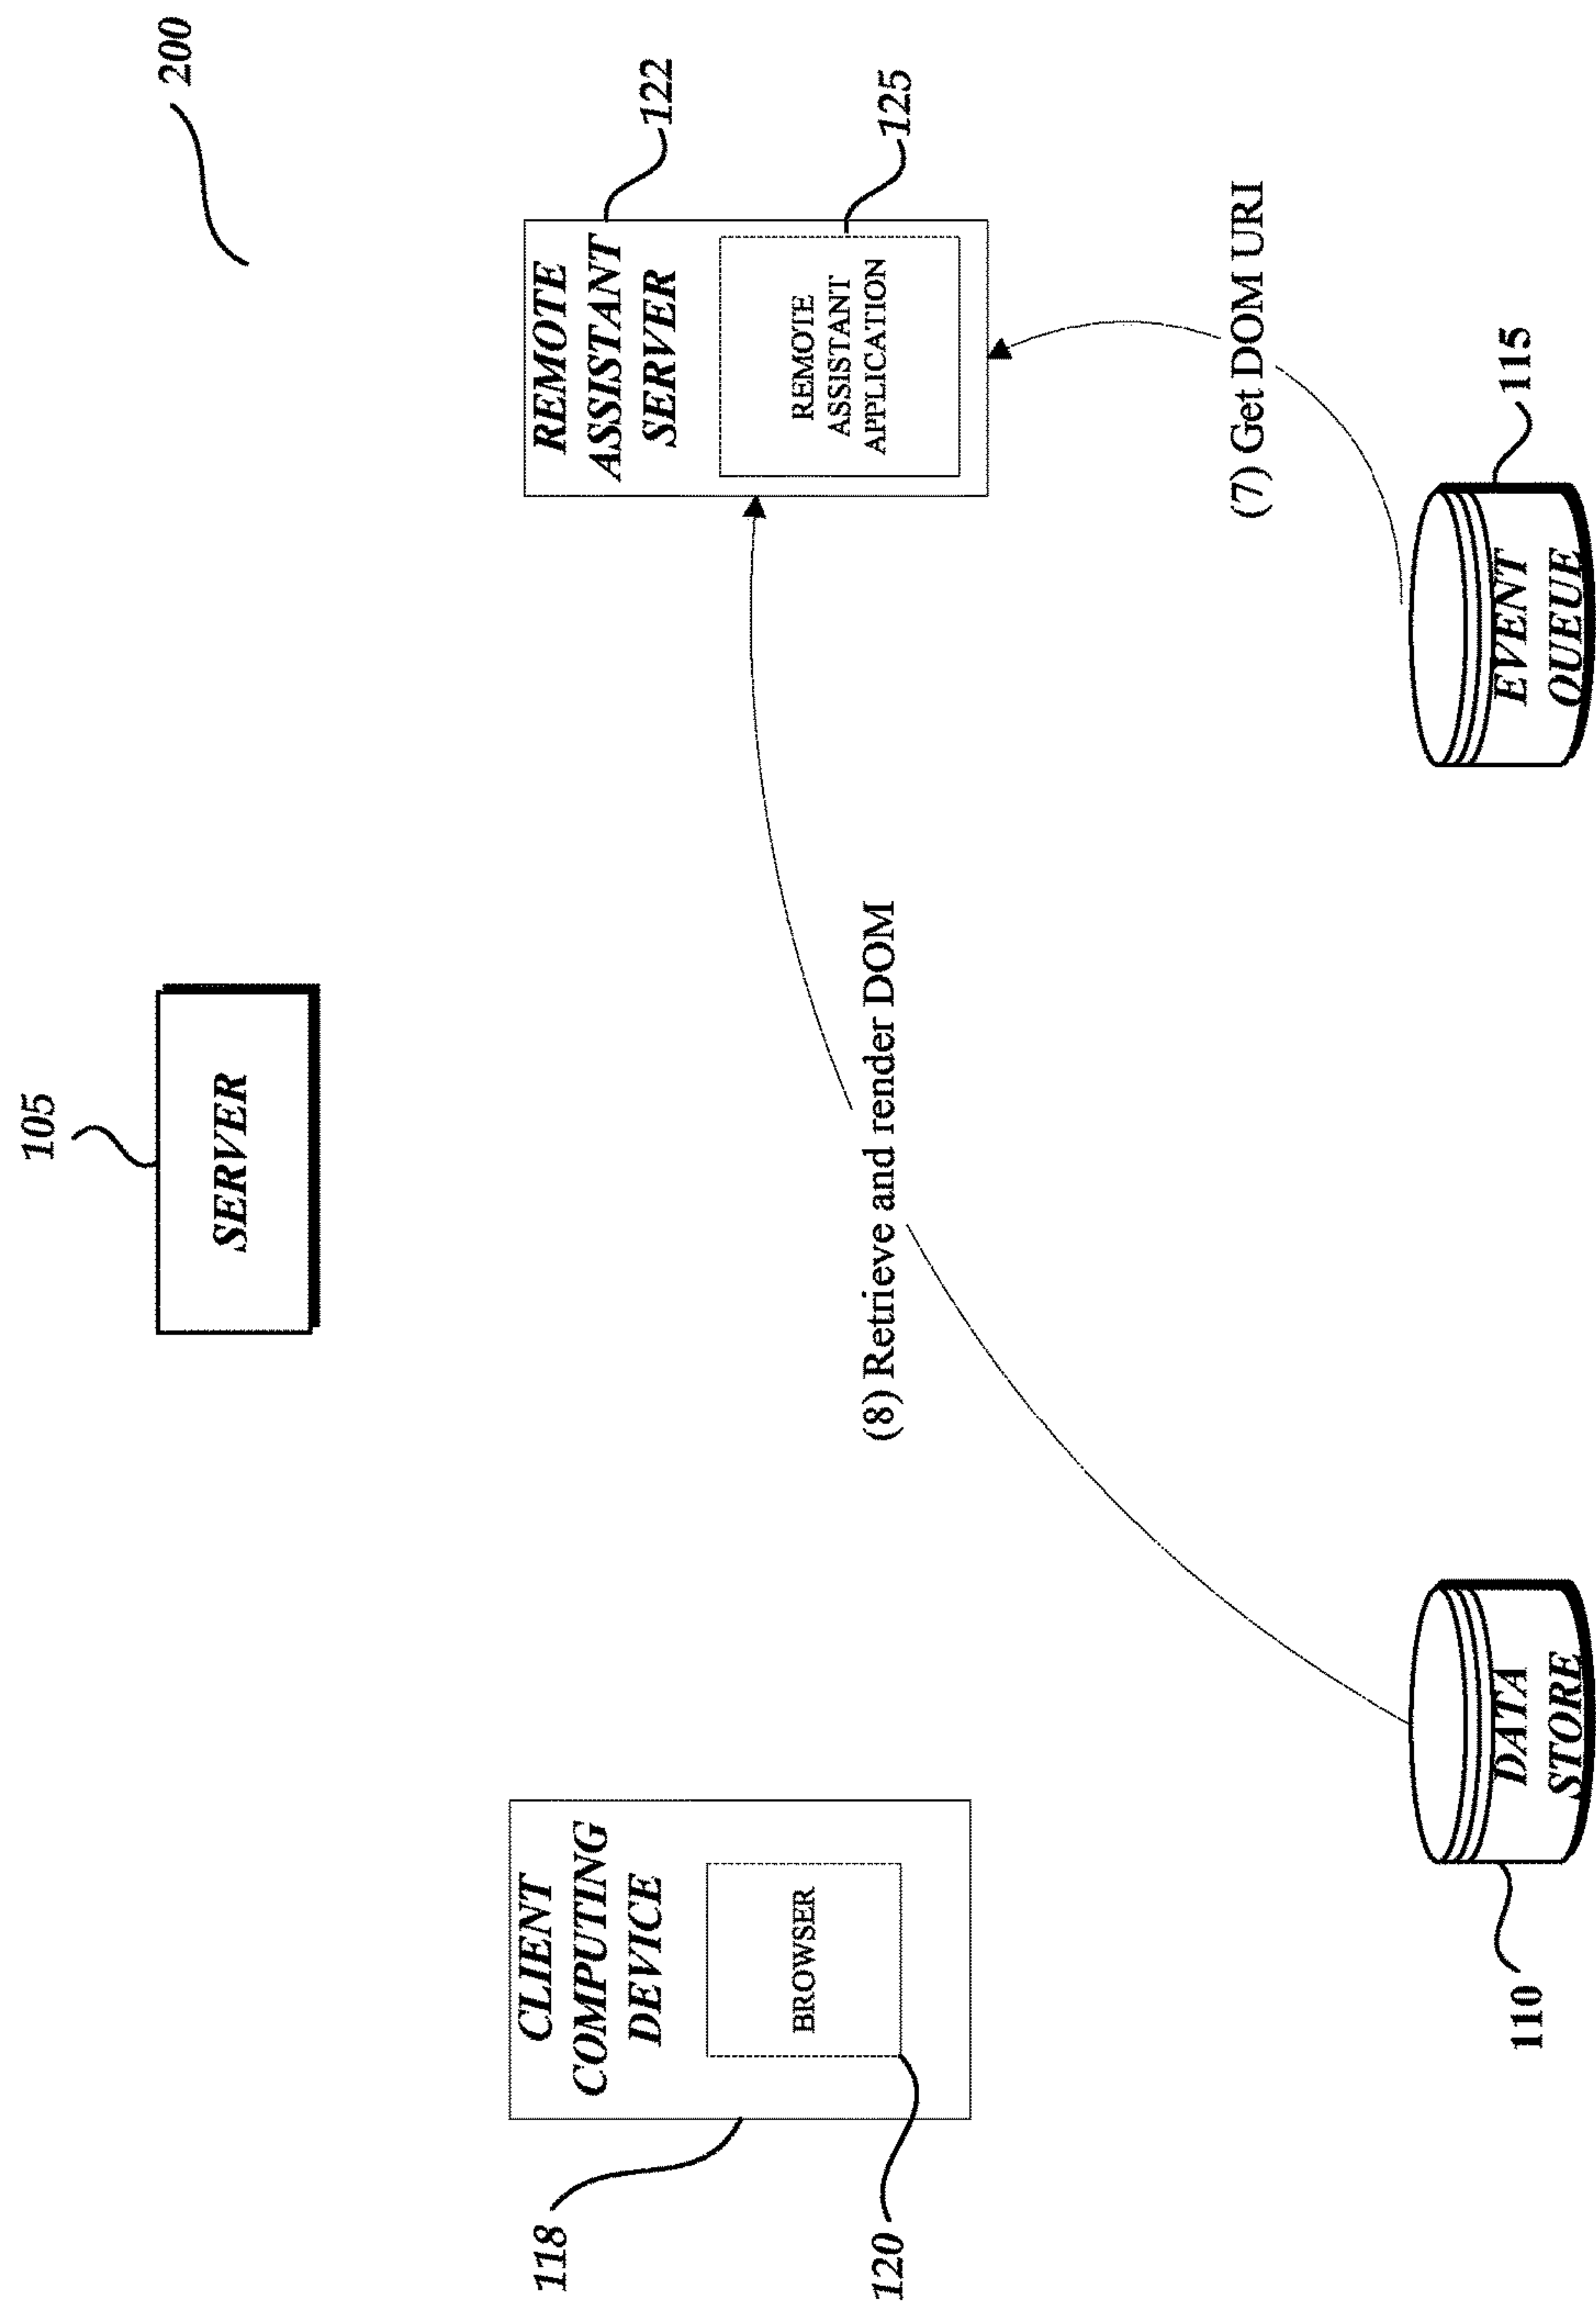 200
105
SERVER
118
CLIENT
COMPUTING
DEVICE
BROWSER
120
REMOTE
ASSISTANT
SERVER
122
REMOTE
ASSISTANT
APPLICATION
125
(8) Retrieve and render DOM
(7) Get DOM URI
110
DATA
STORE
EVENT
QUEUE
115